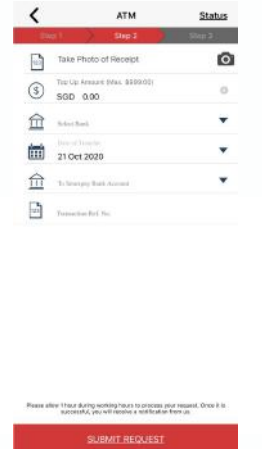 ATM
Status
Step 1
Step 2
Step 3
Take Photo of Receipt
Top Up Amount (Max. $999.00)
SGD 0.00
Select Bank
Date of Transfer
21 Oct 2020
Bank Account
Transaction Ref. No.
Please allow 1 hour during working hours to process your request. Once it is
successful, you will receive a notification from us.
SUBMIT REQUEST